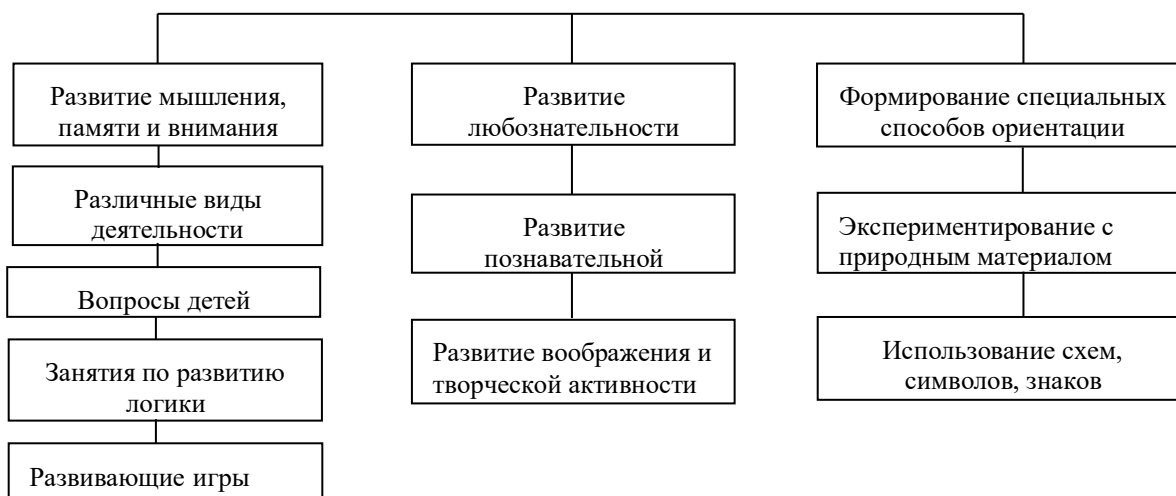 Развитие мышления,
памяти и внимания
Различные виды
деятельности
Вопросы детей
Занятия по развитию
логики
Развивающие игры
Развитие
любознательности
Развитие
познавательной
Развитие воображения и
творческой активности
Формирование специальных
способов ориентации
Экспериментирование с
природным материалом
Использование схем,
символов, знаков